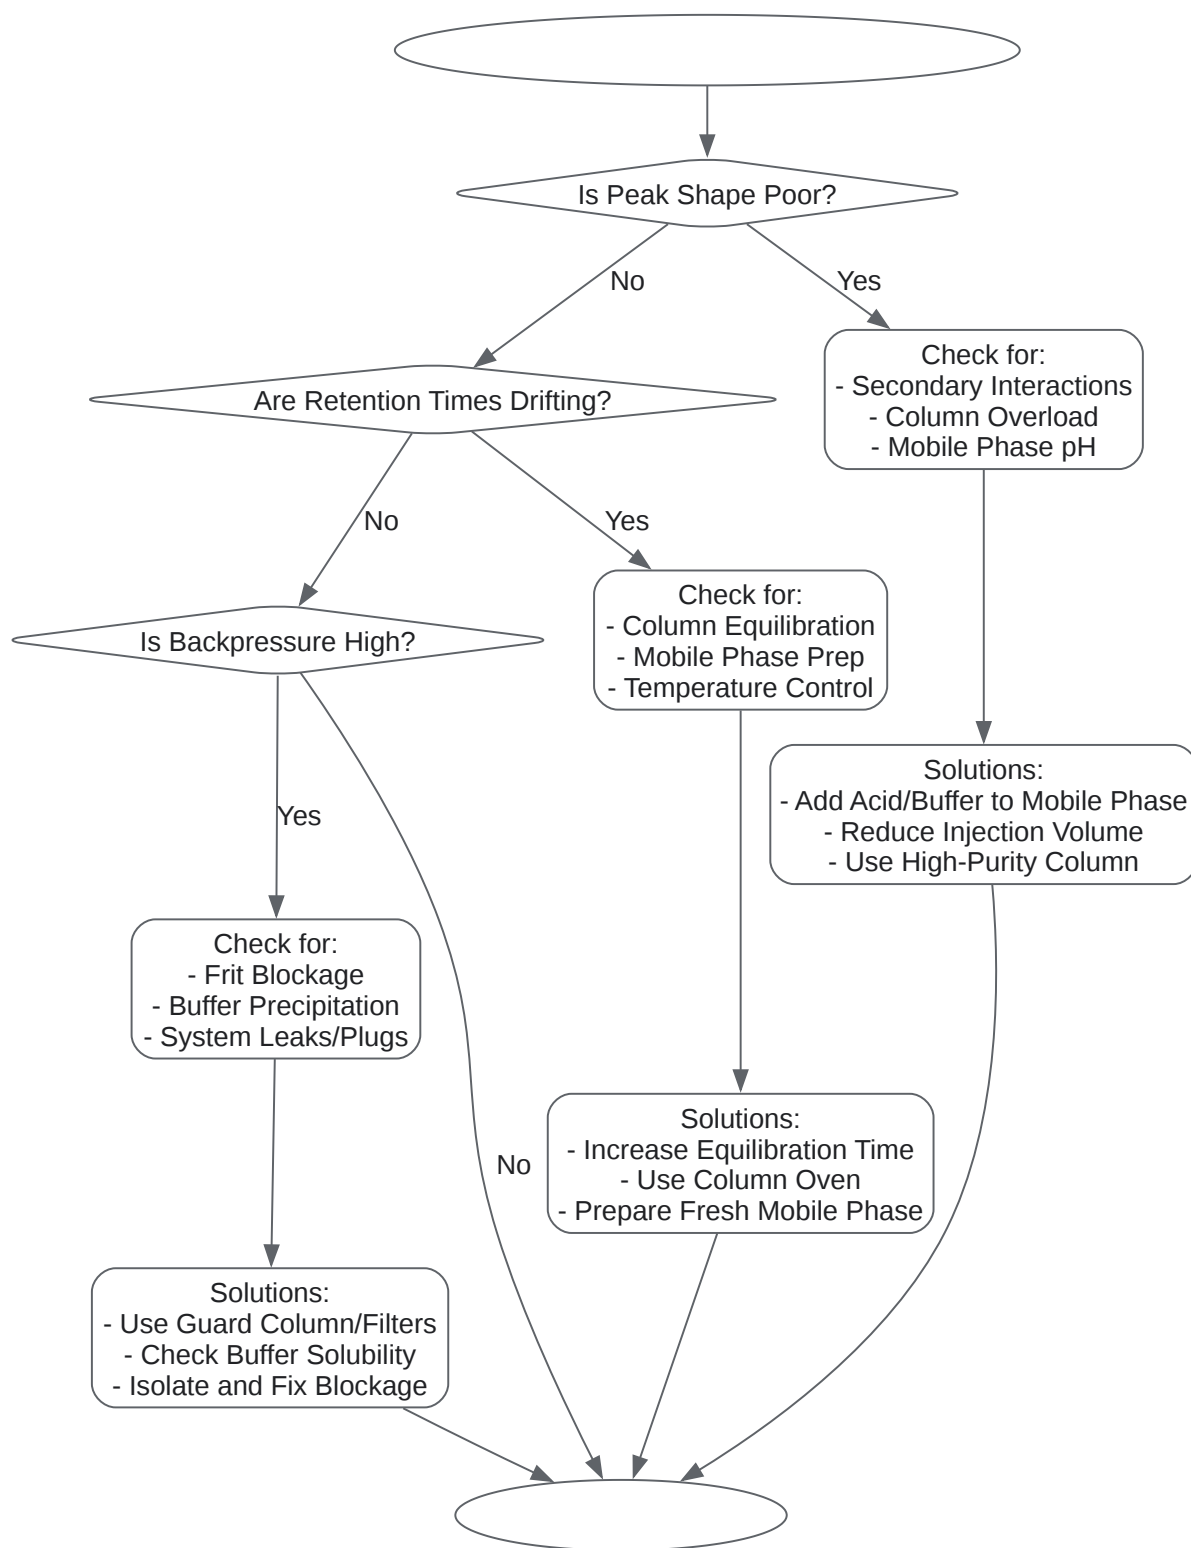 Is Peak Shape Poor?
No
Yes
Check for:
- Secondary Interactions
- Column Overload
- Mobile Phase pH
Are Retention Times Drifting?
No
Yes
Check for:
- Column Equilibration
- Mobile Phase Prep
- Temperature Control
Is Backpressure High?
Solutions:
- Add Acid/Buffer to Mobile Phase
- Reduce Injection Volume
- Use High-Purity Column
Yes
Check for:
- Frit Blockage
- Buffer Precipitation
- System Leaks/Plugs
No
Solutions:
- Increase Equilibration Time
- Use Column Oven
- Prepare Fresh Mobile Phase
Solutions:
- Use Guard Column/Filters
- Check Buffer Solubility
- Isolate and Fix Blockage